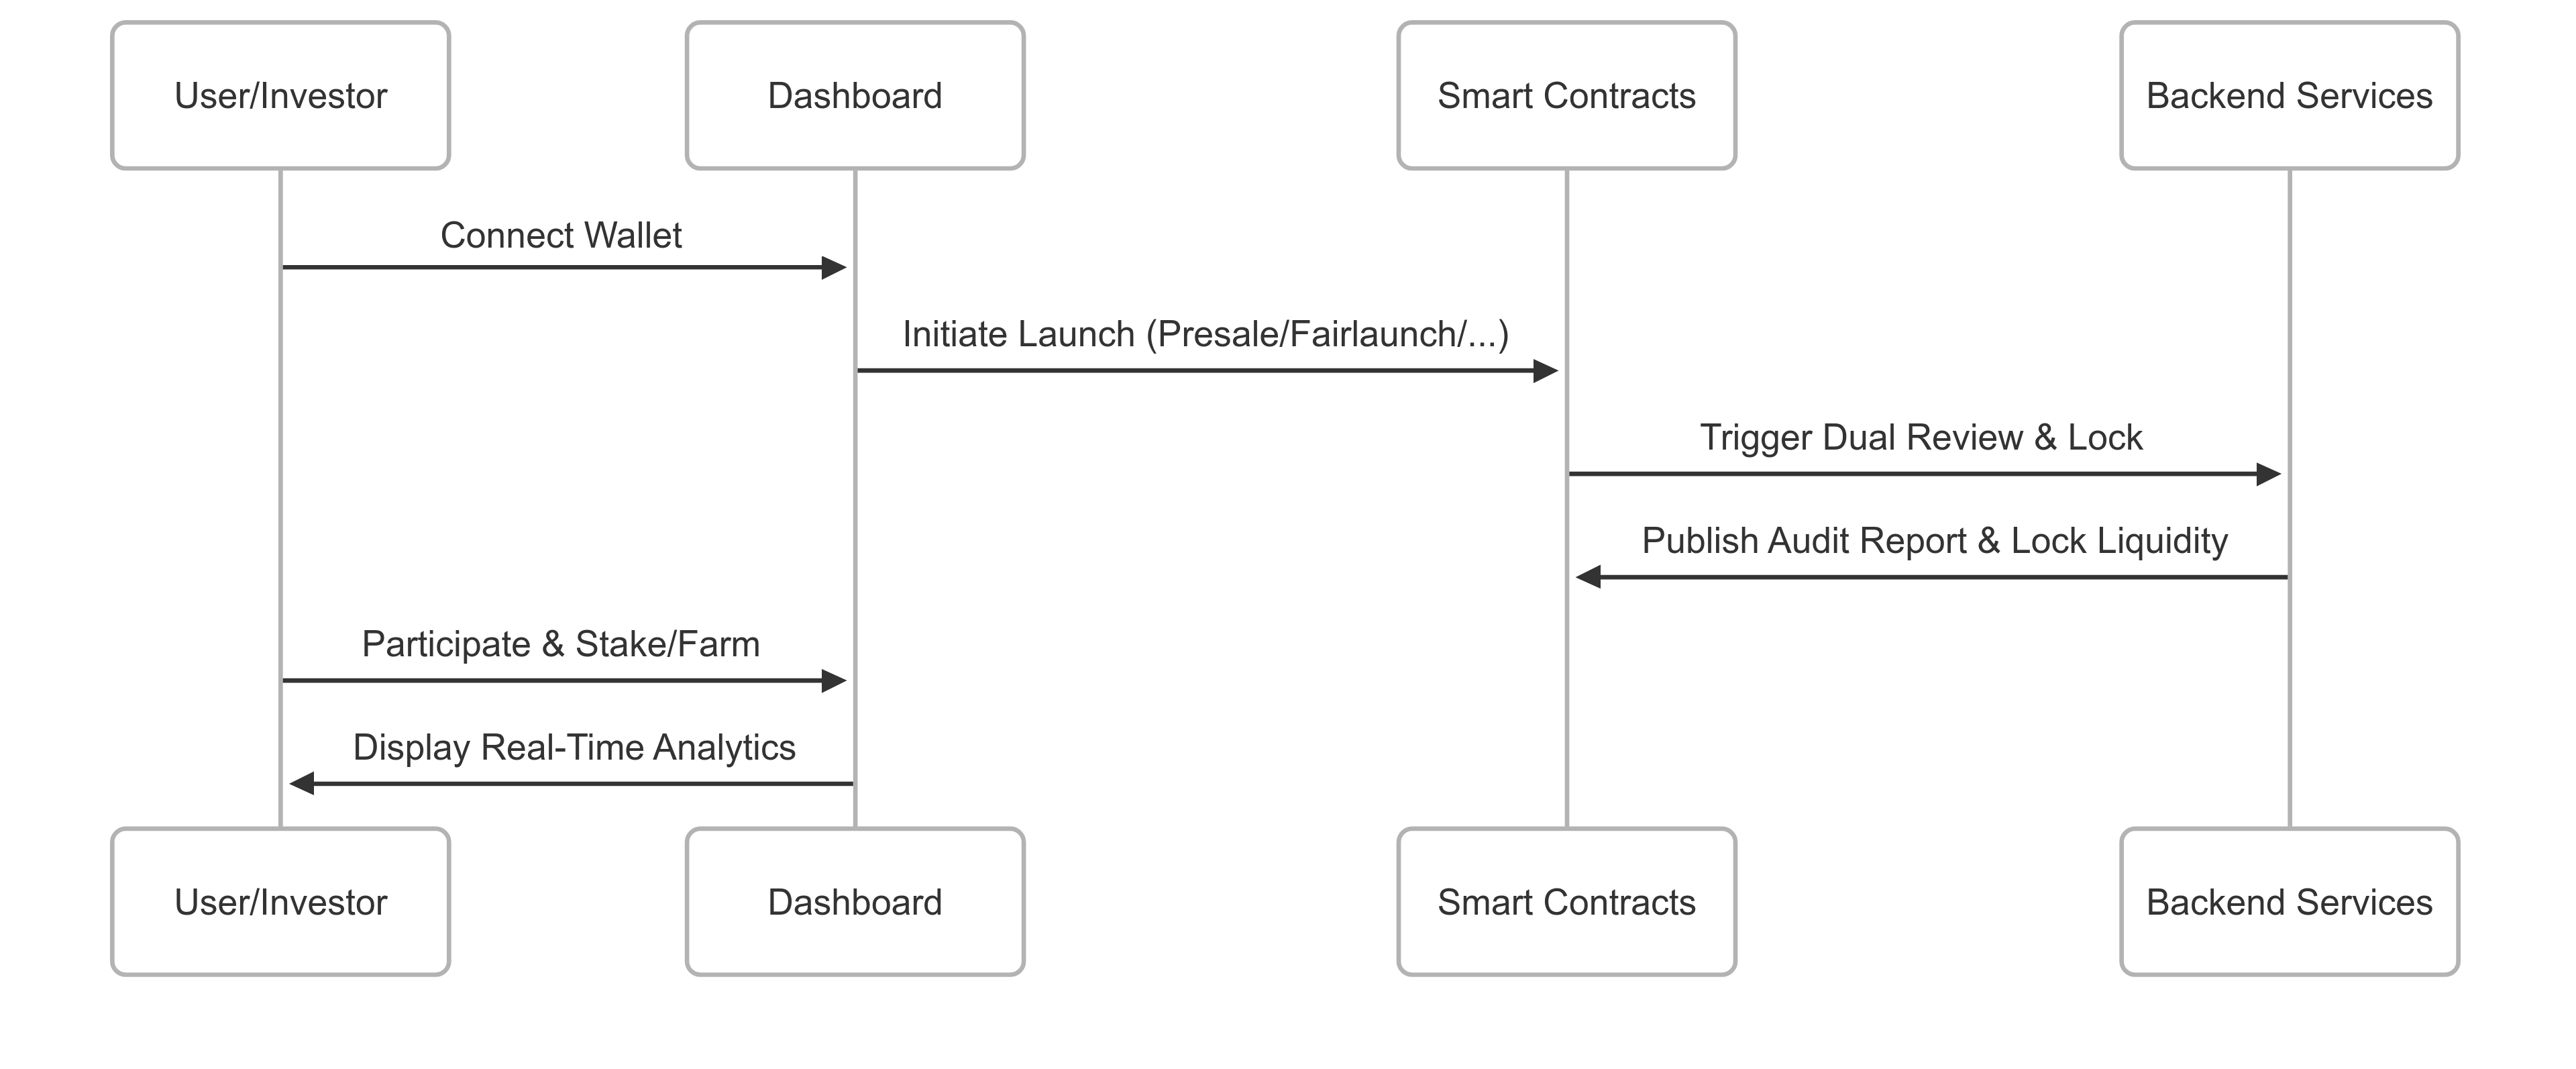 User/Investor
Dashboard
Smart Contracts
Backend Services
Connect Wallet
Initiate Launch (Presale/Fairlaunch/...)
Trigger Dual Review & Lock
Publish Audit Report & Lock Liquidity
Participate & Stake/Farm
Display Real-Time Analytics
User/Investor
Dashboard
Smart Contracts
Backend Services